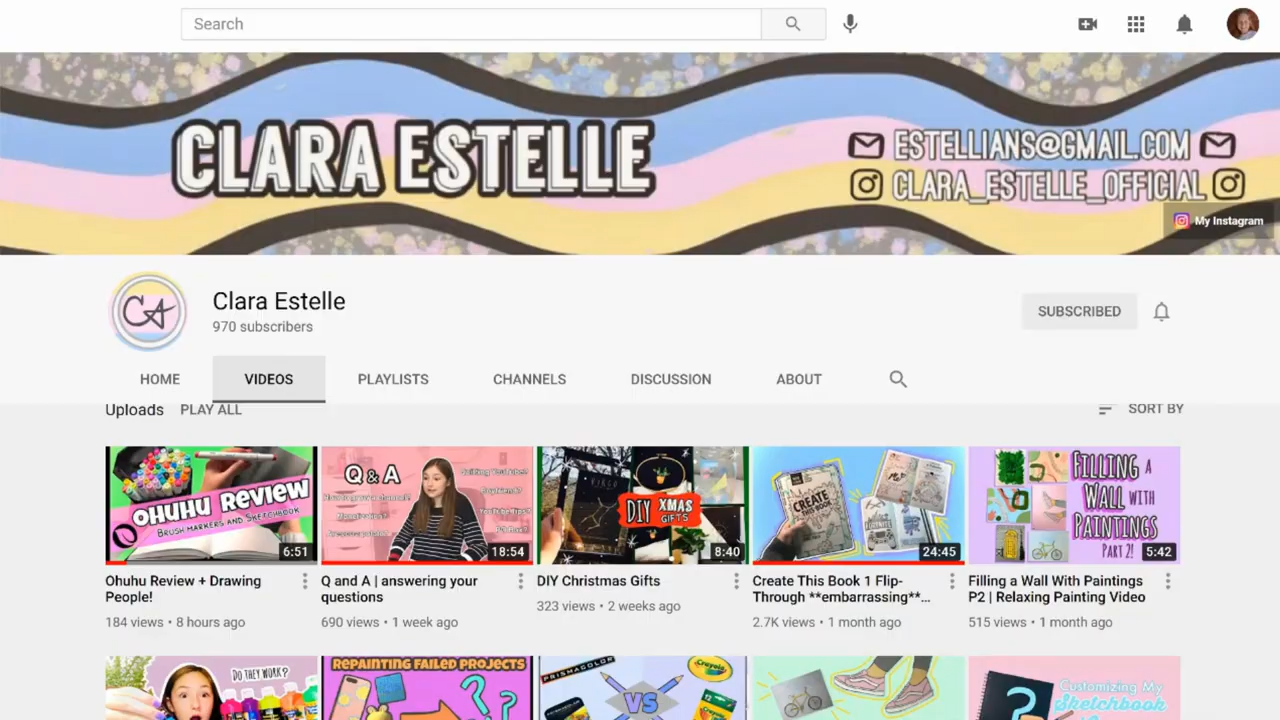 Search
CLARA ESTELLE
ESTELLIANS@GMAIL.COM
CLARA_ESTELLE_OFFICIAL
My Instagram
CA
Clara Estelle
970 subscribers
SUBSCRIBED
HOME VIDEOS PLAYLISTS CHANNELS DISCUSSION ABOUT
Uploads PLAY ALL SORT BY
OHUHU REVIEW
BRUSH MARKERS AND SKETCHBOOK
6:51
Q & A
18:54
DIY XMAS
GIFTS
8:40
CREATE
THIS BOOK
24:45
FILLING A
WALL WITH
PAINTINGS
PART 2!
5:42
Ohuhu Review + Drawing
People!
184 views • 8 hours ago
Q and A | answering your
questions
690 views • 1 week ago
DIY Christmas Gifts
323 views • 2 weeks ago
Create This Book 1 Flip-
Through **embarrassing**...
2.7K views • 1 month ago
Filling a Wall With Paintings
P2 | Relaxing Painting Video
515 views • 1 month ago
DO THEY WORK?
REPAINTING FAILED PROJECTS
PRISMACOLOR
VS
Crayola
12
Customizing My
Sketchbook